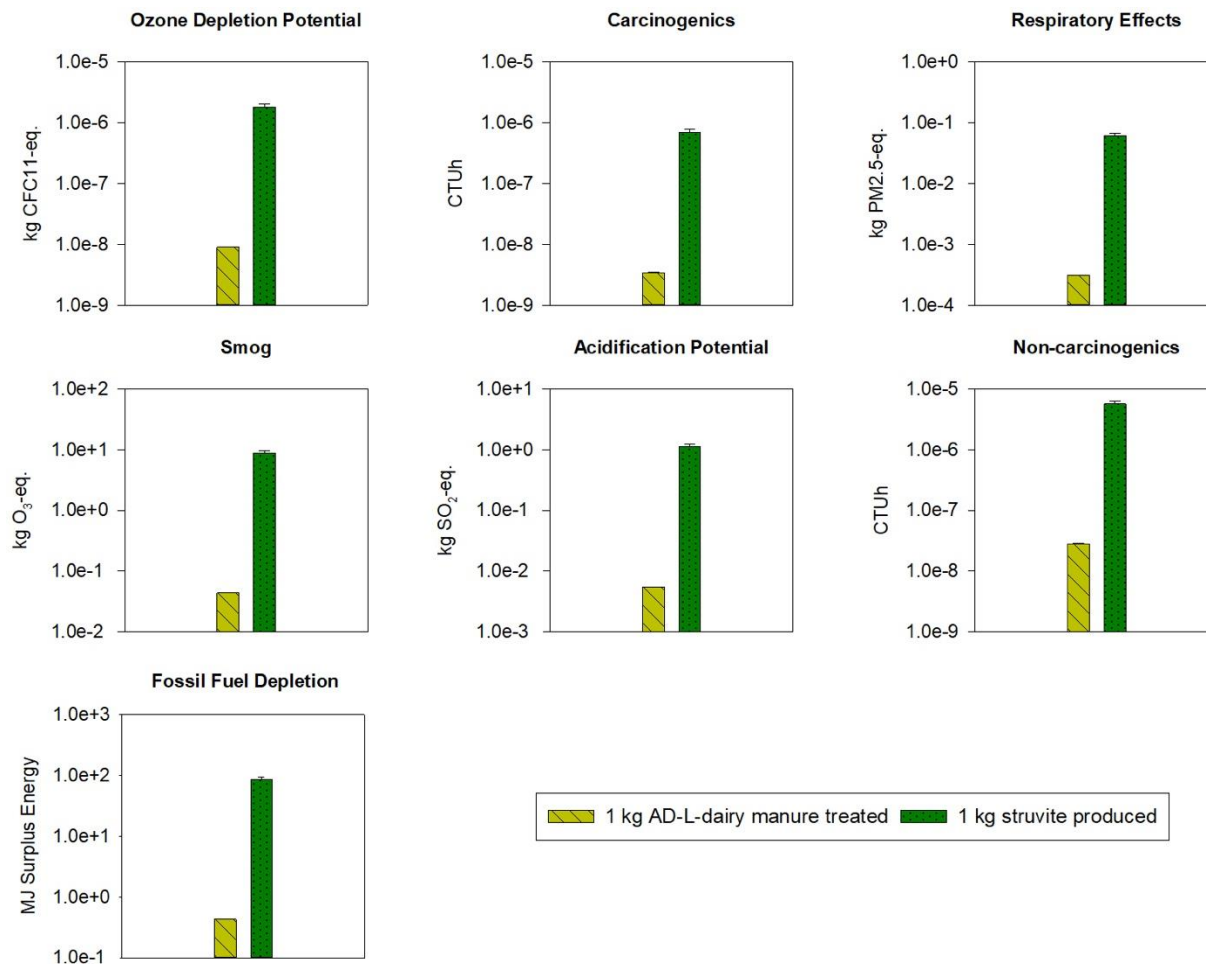 Ozone Depletion Potential
kg CFC11-eq.
1.0e-5
1.0e-6
1.0e-7
1.0e-8
1.0e-9
Carcinogenics
CTUh
1.0e-5
1.0e-6
1.0e-7
1.0e-8
1.0e-9
Respiratory Effects
kg PM2.5-eq.
1.0e+0
1.0e-1
1.0e-2
1.0e-3
1.0e-4
Smog
kg O₃-eq.
1.0e+2
1.0e+1
1.0e+0
1.0e-1
1.0e-2
Acidification Potential
kg SO₂-eq.
1.0e+1
1.0e+0
1.0e-1
1.0e-2
1.0e-3
Non-carcinogenics
CTUh
1.0e-5
1.0e-6
1.0e-7
1.0e-8
1.0e-9
Fossil Fuel Depletion
MJ Surplus Energy
1.0e+3
1.0e+2
1.0e+1
1.0e+0
1.0e-1
1 kg AD-L-dairy manure treated
1 kg struvite produced